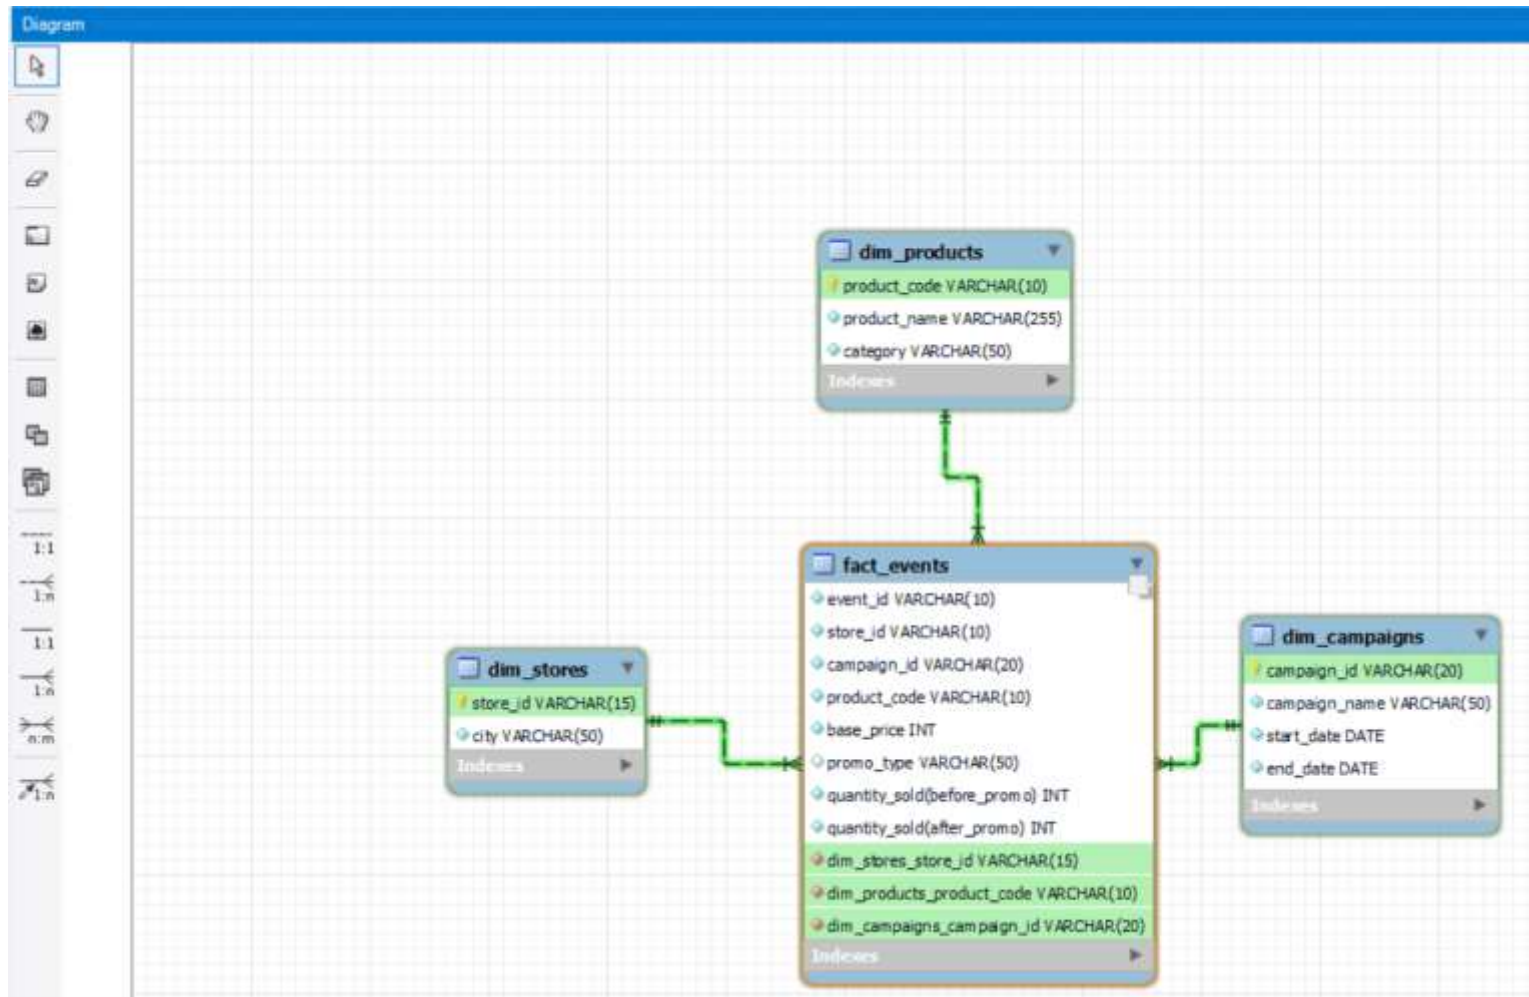 Diagram
1:1
1:n
1:1
1:n
n:m
1:n
dim_products
product_code VARCHAR(10)
product_name VARCHAR(255)
category VARCHAR(50)
Indexes
fact_events
event_id VARCHAR(10)
store_id VARCHAR(10)
campaign_id VARCHAR(20)
product_code VARCHAR(10)
base_price INT
promo_type VARCHAR(50)
quantity_sold(before_promo) INT
quantity_sold(after_promo) INT
dim_stores_store_id VARCHAR(15)
dim_products_product_code VARCHAR(10)
dim_campaigns_campaign_id VARCHAR(20)
Indexes
dim_stores
store_id VARCHAR(15)
city VARCHAR(50)
Indexes
dim_campaigns
campaign_id VARCHAR(20)
campaign_name VARCHAR(50)
start_date DATE
end_date DATE
Indexes